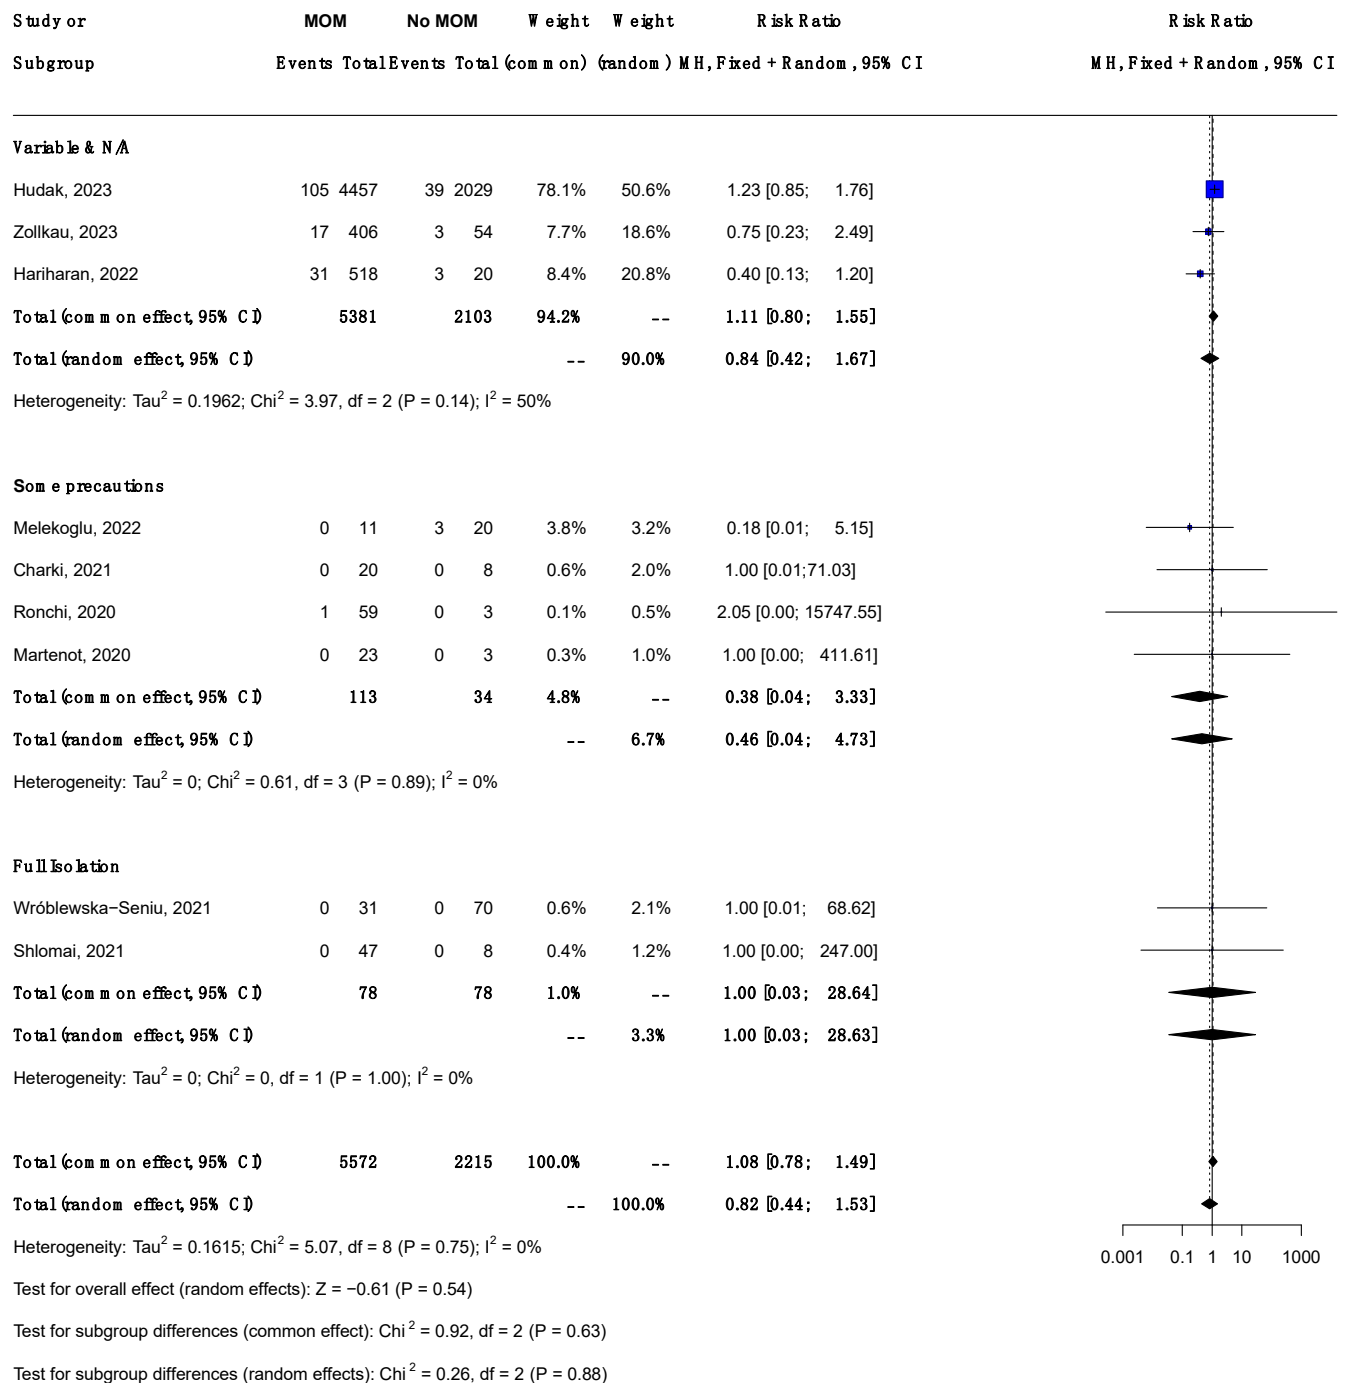 Study or MOM No MOM Weight Weight Risk Ratio Risk Ratio
Subgroup Events Total Events Total (common) (random) MH, Fixed + Random, 95% CI MH, Fixed + Random, 95% CI
Variable & N/A
Hudak, 2023 105 4457 39 2029 78.1% 50.6% 1.23 [0.85; 1.76]
Zollkau, 2023 17 406 3 54 7.7% 18.6% 0.75 [0.23; 2.49]
Hariharan, 2022 31 518 3 20 8.4% 20.8% 0.40 [0.13; 1.20]
Total (common effect, 95% CI) 5381 2103 94.2% -- 1.11 [0.80; 1.55]
Total (random effect, 95% CI) -- 90.0% 0.84 [0.42; 1.67]
Heterogeneity: Tau² = 0.1962; Chi² = 3.97, df = 2 (P = 0.14); I² = 50%
Some precautions
Melekoglu, 2022 0 11 3 20 3.8% 3.2% 0.18 [0.01; 5.15]
Charki, 2021 0 20 0 8 0.6% 2.0% 1.00 [0.01;71.03]
Ronchi, 2020 1 59 0 3 0.1% 0.5% 2.05 [0.00; 15747.55]
Martenot, 2020 0 23 0 3 0.3% 1.0% 1.00 [0.00; 411.61]
Total (common effect, 95% CI) 113 34 4.8% -- 0.38 [0.04; 3.33]
Total (random effect, 95% CI) -- 6.7% 0.46 [0.04; 4.73]
Heterogeneity: Tau² = 0; Chi² = 0.61, df = 3 (P = 0.89); I² = 0%
Full Isolation
Wróblewska−Seniu, 2021 0 31 0 70 0.6% 2.1% 1.00 [0.01; 68.62]
Shlomai, 2021 0 47 0 8 0.4% 1.2% 1.00 [0.00; 247.00]
Total (common effect, 95% CI) 78 78 1.0% -- 1.00 [0.03; 28.64]
Total (random effect, 95% CI) -- 3.3% 1.00 [0.03; 28.63]
Heterogeneity: Tau² = 0; Chi² = 0, df = 1 (P = 1.00); I² = 0%
Total (common effect, 95% CI) 5572 2215 100.0% -- 1.08 [0.78; 1.49]
Total (random effect, 95% CI) -- 100.0% 0.82 [0.44; 1.53]
Heterogeneity: Tau² = 0.1615; Chi² = 5.07, df = 8 (P = 0.75); I² = 0%
0.001 0.1 1 10 1000
Test for overall effect (random effects): Z = −0.61 (P = 0.54)
Test for subgroup differences (common effect): Chi² = 0.92, df = 2 (P = 0.63)
Test for subgroup differences (random effects): Chi² = 0.26, df = 2 (P = 0.88)